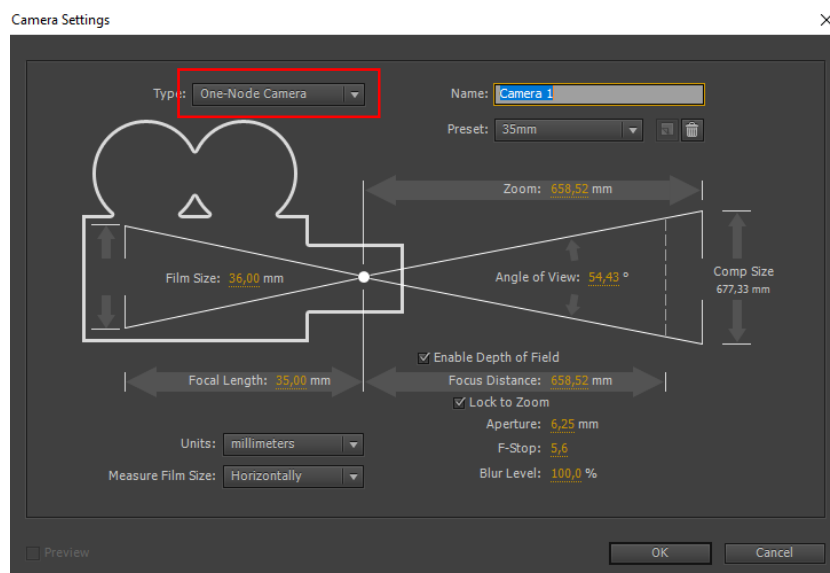 Camera Settings
Type: One-Node Camera
Name: Camera 1
Preset: 35mm
Zoom: 658,52 mm
Film Size: 36,00 mm
Angle of View: 54,43 °
Comp Size
677,33 mm
Enable Depth of Field
Focal Length: 35,00 mm
Focus Distance: 658,52 mm
Lock to Zoom
Aperture: 6,25 mm
Units: millimeters
F-Stop: 5,6
Measure Film Size: Horizontally
Blur Level: 100,0 %
Preview
OK
Cancel